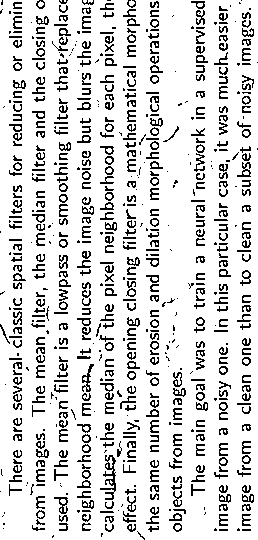 There are several classic spatial filters for reducing or elimin
from images. The mean filter, the median filter and the closing o
used. The mean filter is a lowpass or smoothing filter that replace
neighborhood mean. It reduces the image noise but blurs the imag
calculates the median of the pixel neighborhood for each pixel, th
effect. Finally, the opening closing filter is a mathematical morpho
the same number of erosion and dilation morphological operations
objects from images.
The main goal was to train a neural network in a supervised
image from a noisy one. In this particular case, it was much easier
image from a clean one than to clean a subset of noisy images.